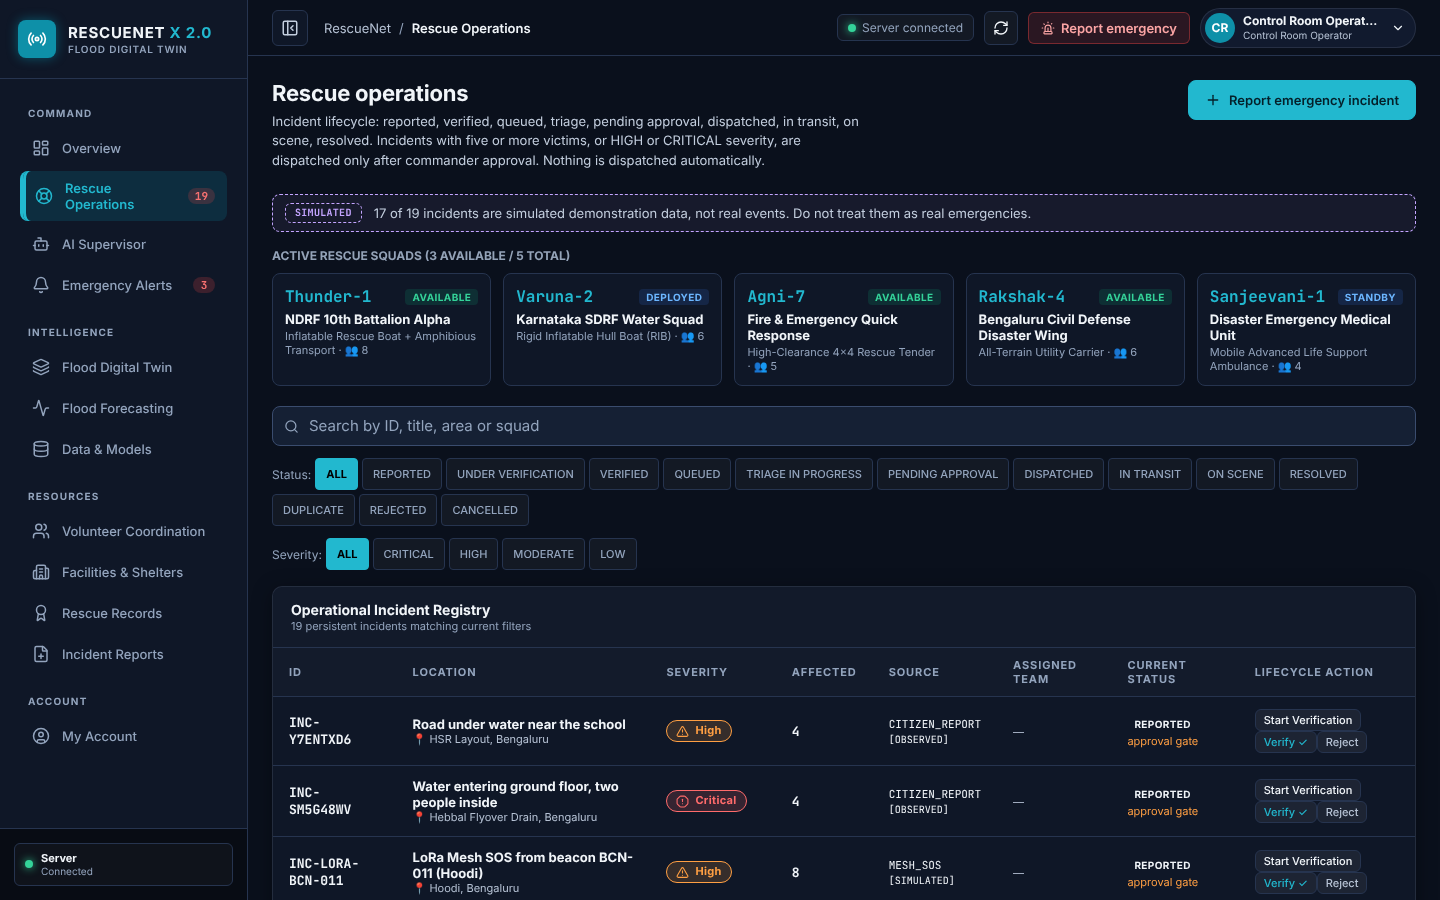 RESCUENET X 2.0
FLOOD DIGITAL TWIN
COMMAND
Overview
Rescue
Operations
19
AI Supervisor
Emergency Alerts
3
INTELLIGENCE
Flood Digital Twin
Flood Forecasting
Data & Models
RESOURCES
Volunteer Coordination
Facilities & Shelters
Rescue Records
Incident Reports
ACCOUNT
My Account
Server
Connected
RescueNet / Rescue Operations
Server connected
Report emergency
CR
Control Room Operat...
Control Room Operator
Rescue operations
Incident lifecycle: reported, verified, queued, triage, pending approval, dispatched, in transit, on
scene, resolved. Incidents with five or more victims, or HIGH or CRITICAL severity, are
dispatched only after commander approval. Nothing is dispatched automatically.
Report emergency incident
SIMULATED 17 of 19 incidents are simulated demonstration data, not real events. Do not treat them as real emergencies.
ACTIVE RESCUE SQUADS (3 AVAILABLE / 5 TOTAL)
Thunder-1 AVAILABLE
NDRF 10th Battalion Alpha
Inflatable Rescue Boat + Amphibious
Transport · 👥 8
Varuna-2 DEPLOYED
Karnataka SDRF Water Squad
Rigid Inflatable Hull Boat (RIB) · 👥 6
Agni-7 AVAILABLE
Fire & Emergency Quick
Response
High-Clearance 4×4 Rescue Tender
· 👥 5
Rakshak-4 AVAILABLE
Bengaluru Civil Defense
Disaster Wing
All-Terrain Utility Carrier · 👥 6
Sanjeevani-1 STANDBY
Disaster Emergency Medical
Unit
Mobile Advanced Life Support
Ambulance · 👥 4
Search by ID, title, area or squad
Status: ALL REPORTED UNDER VERIFICATION VERIFIED QUEUED TRIAGE IN PROGRESS PENDING APPROVAL DISPATCHED IN TRANSIT ON SCENE RESOLVED
DUPLICATE REJECTED CANCELLED
Severity: ALL CRITICAL HIGH MODERATE LOW
Operational Incident Registry
19 persistent incidents matching current filters
ID LOCATION SEVERITY AFFECTED SOURCE ASSIGNED TEAM CURRENT STATUS LIFECYCLE ACTION
INC-
Y7ENTXD6
Road under water near the school
📍 HSR Layout, Bengaluru
High
4
CITIZEN_REPORT
[OBSERVED]
—
REPORTED
approval gate
Start Verification
Verify ✓ Reject
INC-
SM5G48WV
Water entering ground floor, two
people inside
📍 Hebbal Flyover Drain, Bengaluru
Critical
4
CITIZEN_REPORT
[OBSERVED]
—
REPORTED
approval gate
Start Verification
Verify ✓ Reject
INC-LORA-
BCN-011
LoRa Mesh SOS from beacon BCN-
011 (Hoodi)
📍 Hoodi, Bengaluru
High
8
MESH_SOS
[SIMULATED]
—
REPORTED
approval gate
Start Verification
Verify ✓ Reject